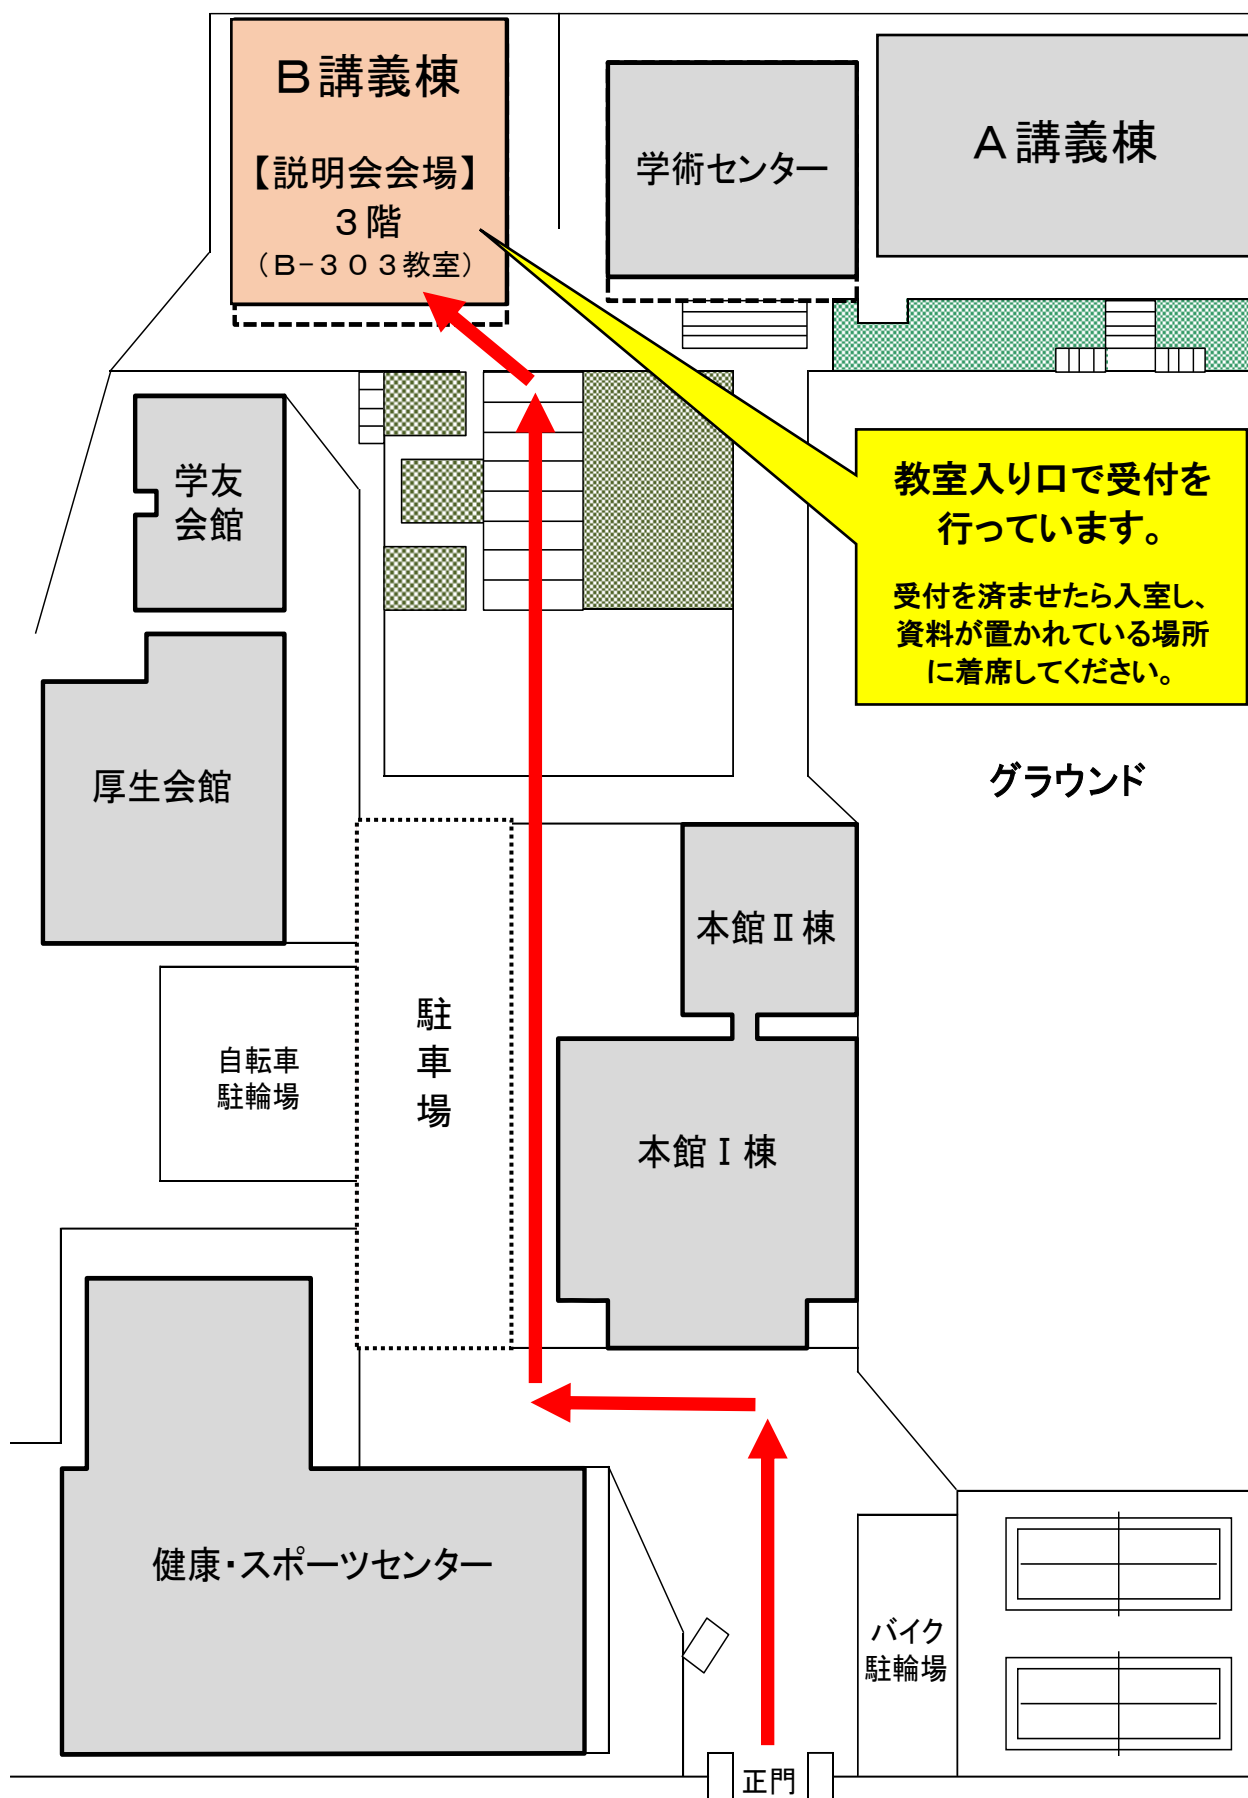 B講義棟
【説明会会場】
３階
（B-３０３教室）
学術センター
A講義棟
教室入り口で受付を
行っています。
受付を済ませたら入室し、
資料が置かれている場所
に着席してください。
学友
会館
厚生会館
グラウンド
本館Ⅱ棟
駐
車
場
自転車
駐輪場
本館Ⅰ棟
健康・スポーツセンター
バイク
駐輪場
正門